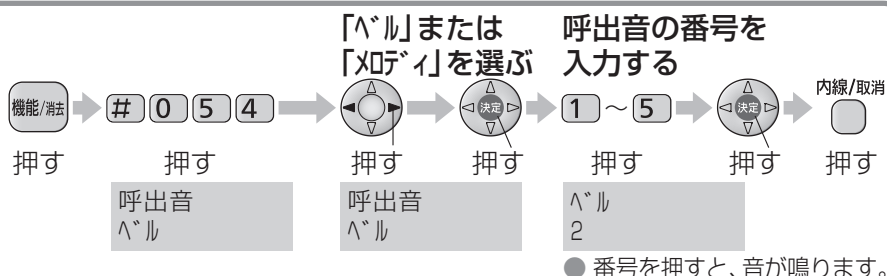 「ﾍﾞﾙ」または
「ﾒﾛﾃﾞｨ」を選ぶ
呼出音の番号を
入力する
機能/消去
# 0 5 4
決定
1 ～ 5
決定
内線/取消
押す 押す 押す 押す 押す 押す 押す
呼出音
ﾍﾞﾙ
呼出音
ﾍﾞﾙ
ﾍﾞﾙ
2
● 番号を押すと、音が鳴ります。